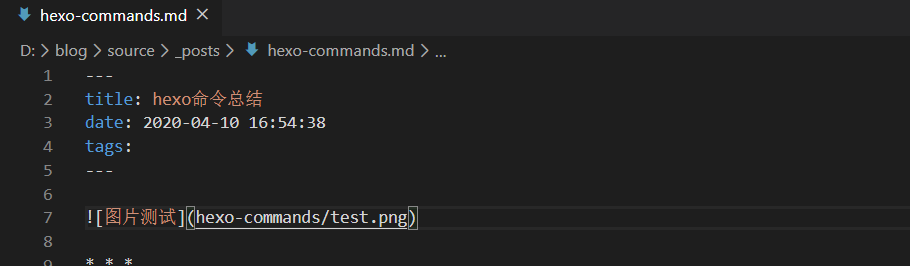 hexo-commands.md ×
D: > blog > source > _posts > hexo-commands.md > ...
1 ---
2 title: hexo命令总结
3 date: 2020-04-10 16:54:38
4 tags:
5 ---
6
7 ![图片测试](hexo-commands/test.png)
8
9 * * *